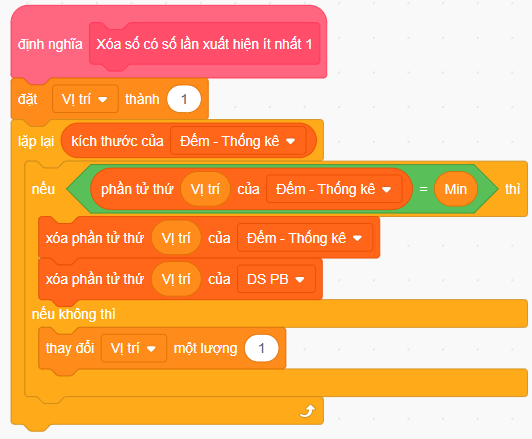 định nghĩa Xóa số có số lần xuất hiện ít nhất 1
đặt Vị trí thành 1
lặp lại kích thước của Đếm - Thống kê
nếu phần tử thứ Vị trí của Đếm - Thống kê = Min thì
xóa phần tử thứ Vị trí của Đếm - Thống kê
xóa phần tử thứ Vị trí của DS PB
nếu không thì
thay đổi Vị trí một lượng 1